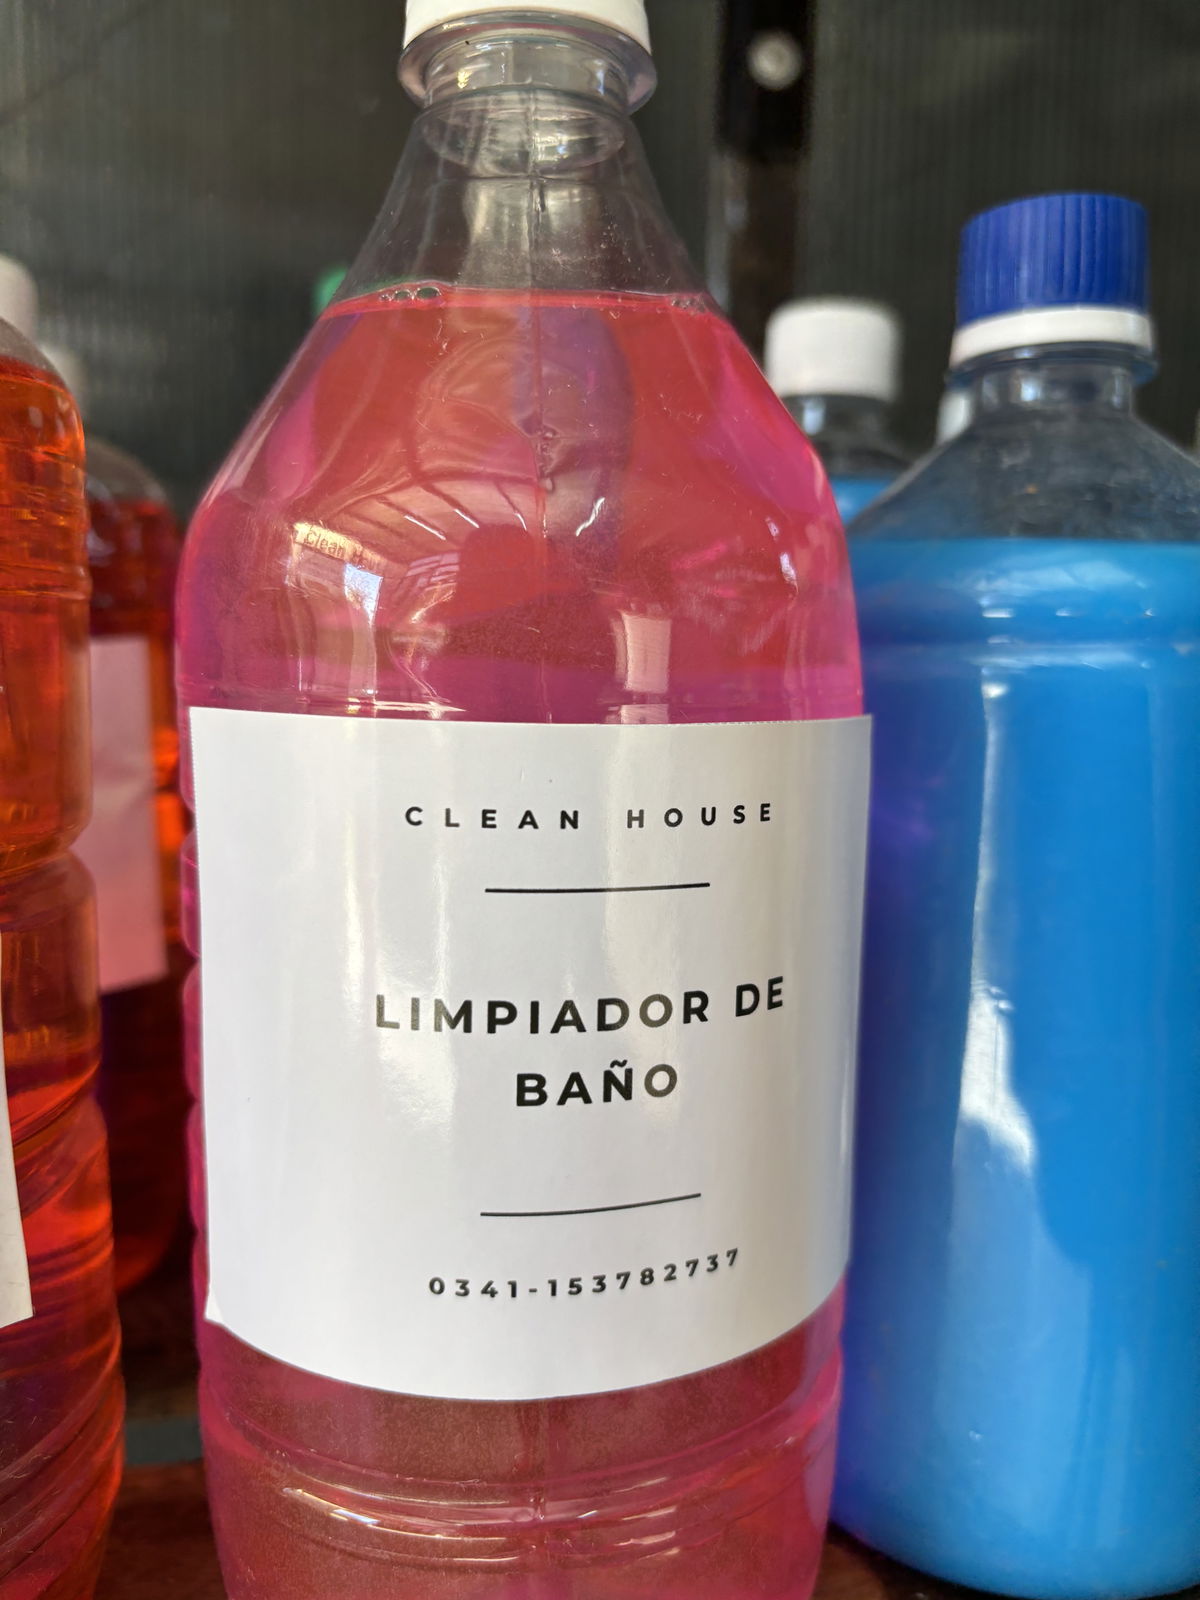 CLEAN HOUSE
LIMPIADOR DE
BAÑO
0341-153782737